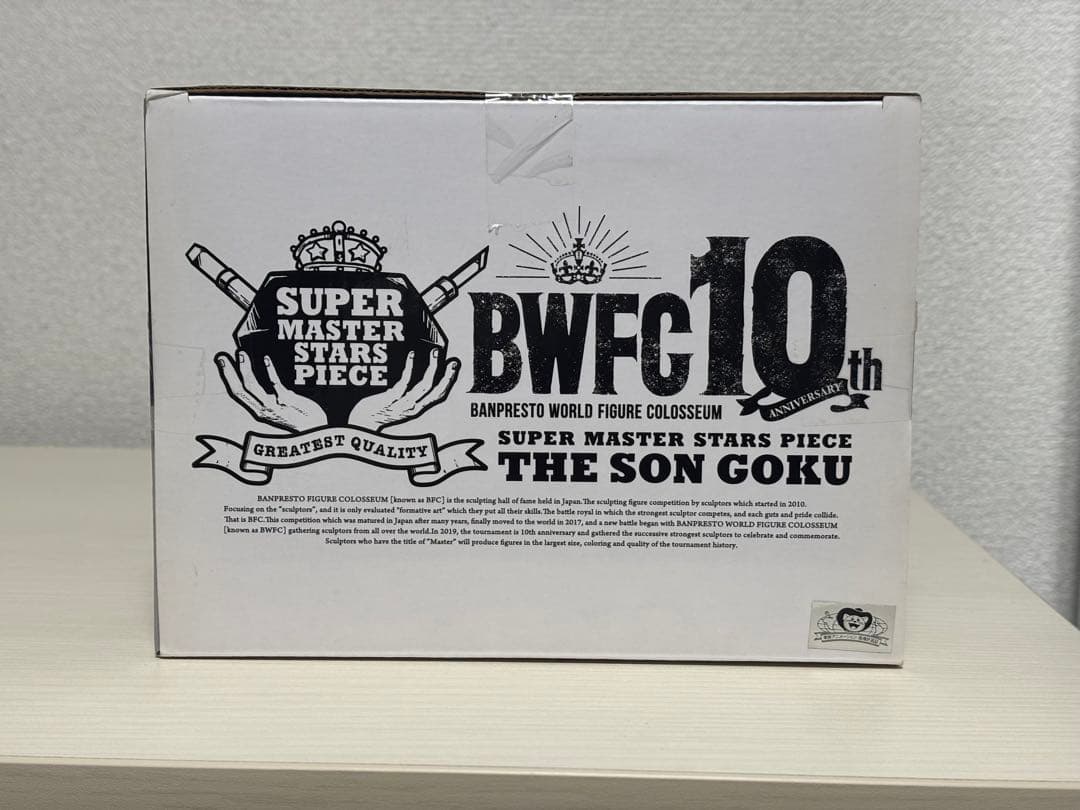 SUPER
MASTER
STARS
PIECE
GREATEST QUALITY
BWFC 10th
ANNIVERSARY
BANPRESTO WORLD FIGURE COLOSSEUM
SUPER MASTER STARS PIECE
THE SON GOKU
BANPRESTO FIGURE COLOSSEUM [known as BFC] is the sculpting hall of fame held in Japan.The sculpting figure competition by sculptors which started in 2010.
Focusing on the "sculptors", and it is only evaluated "formative art" which they put all their skills.The battle royal in which the strongest sculptor competes, and each guts and pride collide.
That is BFC.This competition which was matured in Japan after many years, finally moved to the world in 2017, and a new battle began with BANPRESTO WORLD FIGURE COLOSSEUM
[known as BWFC] gathering sculptors from all over the world.In 2019, the tournament is 10th anniversary and gathered the successive strongest sculptors to celebrate and commemorate.
Sculptors who have the title of "Master" will produce figures in the largest size, coloring and quality of the tournament history.